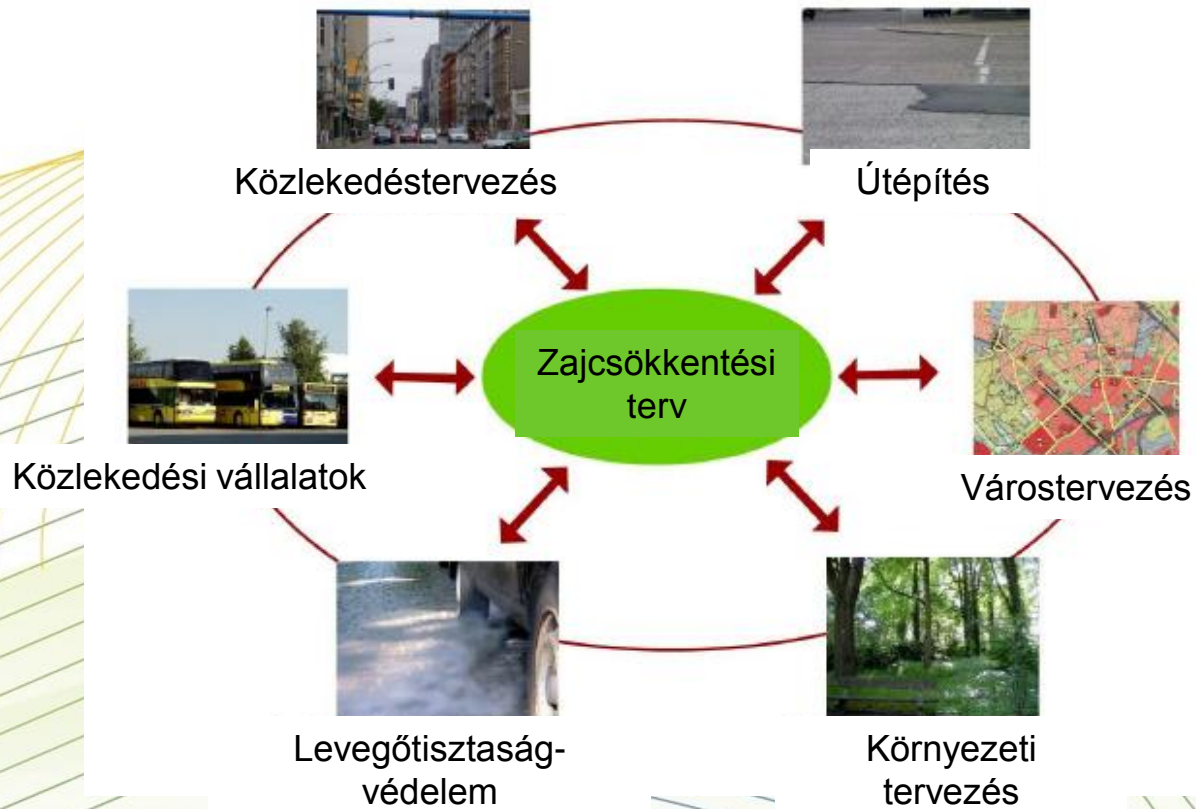 Közlekedéstervezés
Útépítés
Zajcsökkentési
terv
Közlekedési vállalatok
Várostervezés
Levegőtisztaság-
védelem
Környezeti
tervezés